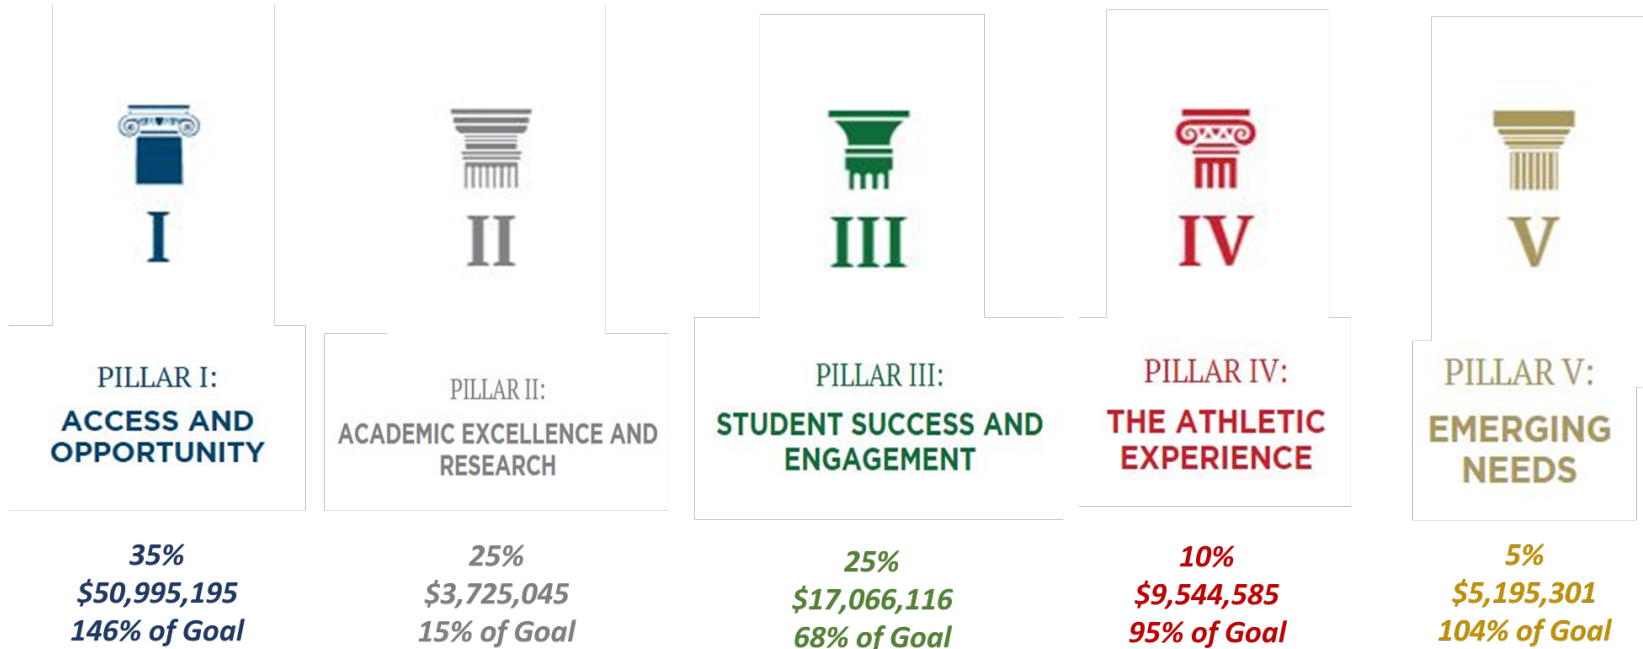 I
PILLAR I:
ACCESS AND
OPPORTUNITY
35%
$50,995,195
146% of Goal
II
PILLAR II:
ACADEMIC EXCELLENCE AND
RESEARCH
25%
$3,725,045
15% of Goal
III
PILLAR III:
STUDENT SUCCESS AND
ENGAGEMENT
25%
$17,066,116
68% of Goal
IV
PILLAR IV:
THE ATHLETIC
EXPERIENCE
10%
$9,544,585
95% of Goal
V
PILLAR V:
EMERGING
NEEDS
5%
$5,195,301
104% of Goal